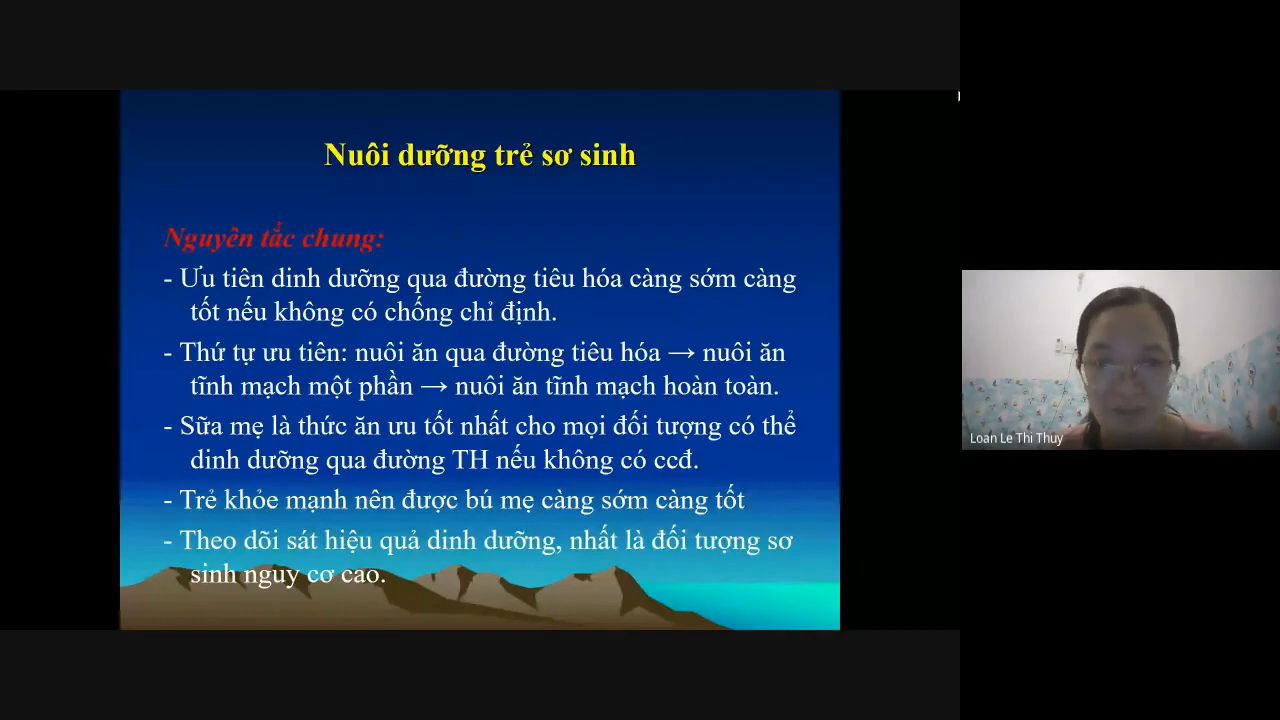 Nuôi dưỡng trẻ sơ sinh
Nguyên tắc chung:
- Ưu tiên dinh dưỡng qua đường tiêu hóa càng sớm càng
tốt nếu không có chống chỉ định.
- Thứ tự ưu tiên: nuôi ăn qua đường tiêu hóa → nuôi ăn
tĩnh mạch một phần → nuôi ăn tĩnh mạch hoàn toàn.
- Sữa mẹ là thức ăn ưu tốt nhất cho mọi đối tượng có thể
dinh dưỡng qua đường TH nếu không có ccđ.
- Trẻ khỏe mạnh nên được bú mẹ càng sớm càng tốt
- Theo dõi sát hiệu quả dinh dưỡng, nhất là đối tượng sơ
sinh nguy cơ cao.
Loan Le Thi Thuy